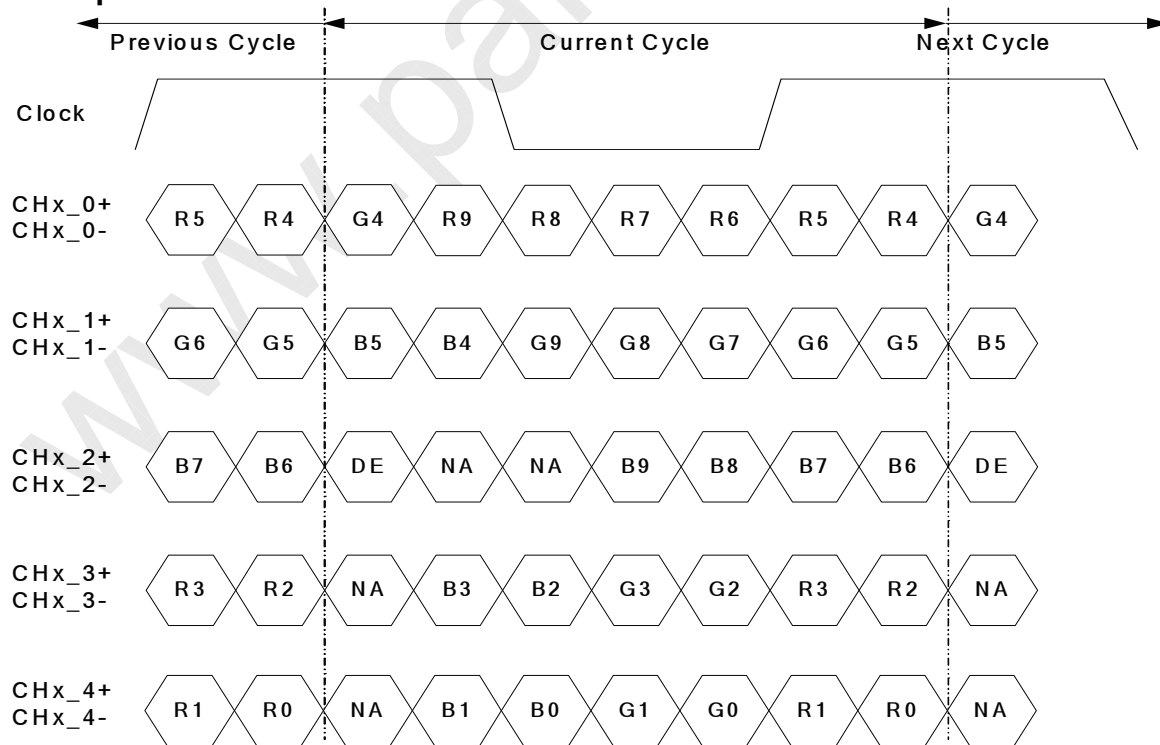 Previous Cycle Current Cycle Next Cycle
Clock
CHx_0+
CHx_0-
R5 R4 G4 R9 R8 R7 R6 R5 R4 G4
CHx_1+
CHx_1-
G6 G5 B5 B4 G9 G8 G7 G6 G5 B5
CHx_2+
CHx_2-
B7 B6 DE NA NA B9 B8 B7 B6 DE
CHx_3+
CHx_3-
R3 R2 NA B3 B2 G3 G2 R3 R2 NA
CHx_4+
CHx_4-
R1 R0 NA B1 B0 G1 G0 R1 R0 NA